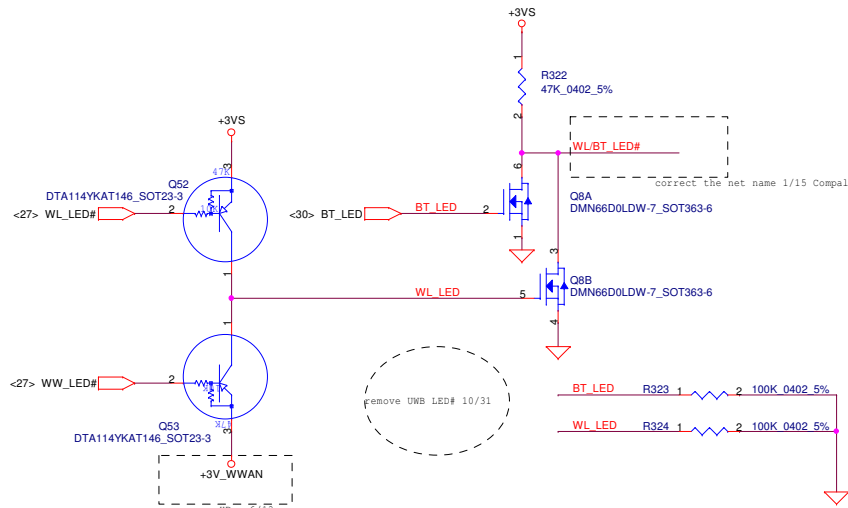 +3VS
1
R322
47K_0402_5%
2
+3VS
WL/BT_LED#
3
47K
Q52
DTA114YKAT146_SOT23-3
6
correct the net name 1/15 Compal
Q8A
DMN66D0LDW-7_SOT363-6
<27> WL_LED#
2
10K
<30> BT_LED
BT_LED
2
1
3
1
Q8B
DMN66D0LDW-7_SOT363-6
WL_LED
5
1
4
<27> WW_LED#
2
BT_LED
R323
1
2
100K_0402_5%
remove UWB LED# 10/31
47K
Q53
DTA114YKAT146_SOT23-3
3
WL_LED
R324
1
2
100K_0402_5%
+3V_WWAN